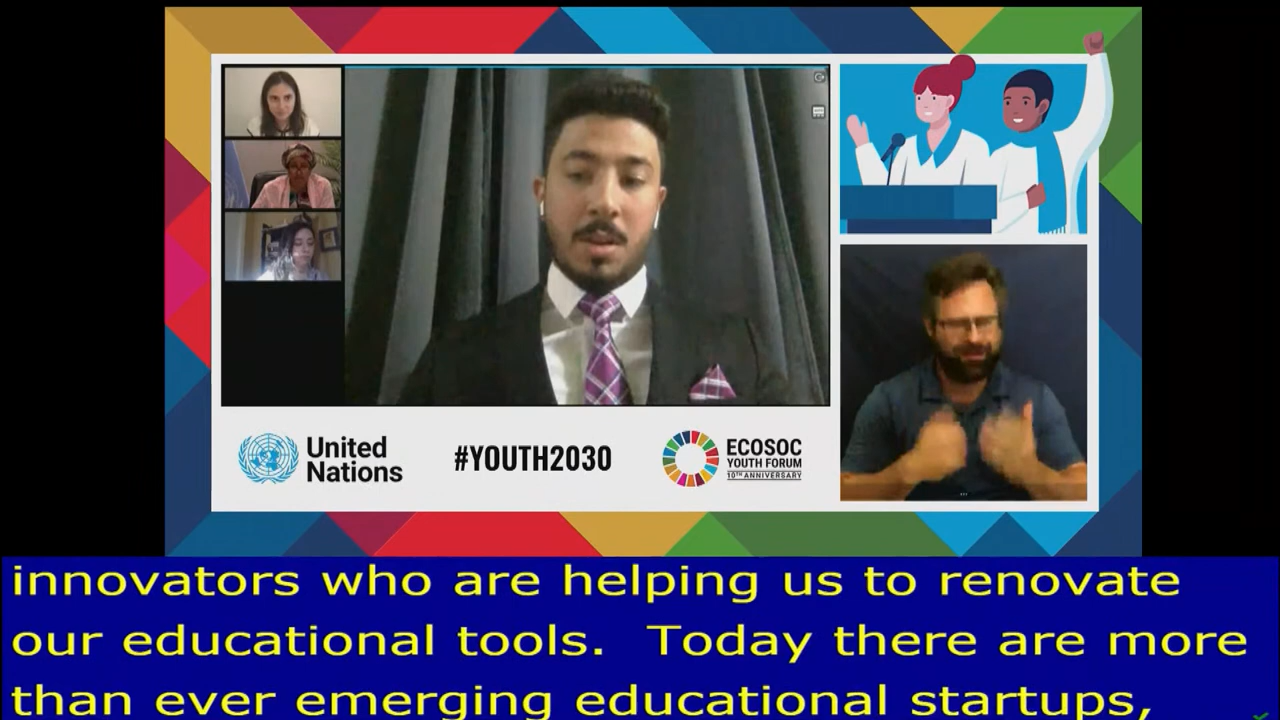 United
Nations
#YOUTH2030
ECOSOC
YOUTH FORUM
10TH ANNIVERSARY
innovators who are helping us to renovate
our educational tools.  Today there are more
than ever emerging educational startups,